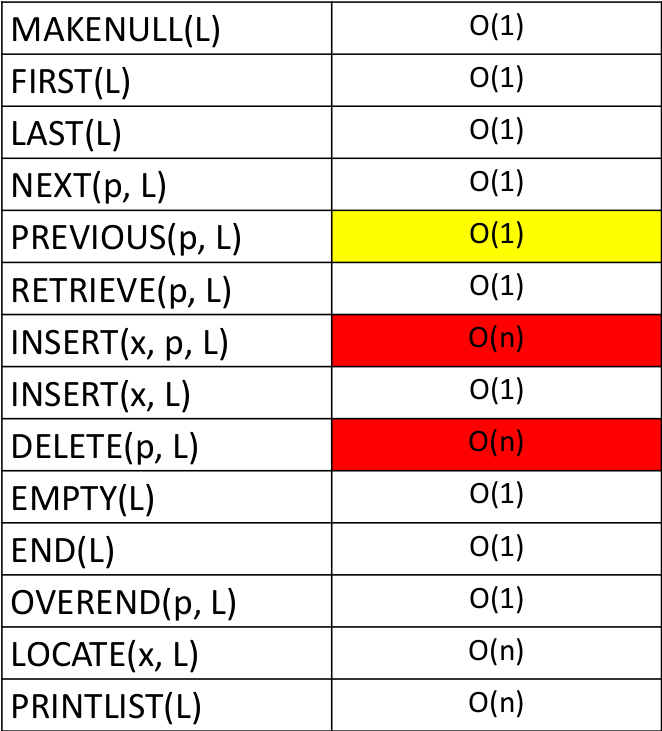 MAKENULL(L) O(1)
FIRST(L) O(1)
LAST(L) O(1)
NEXT(p, L) O(1)
PREVIOUS(p, L) O(1)
RETRIEVE(p, L) O(1)
INSERT(x, p, L) O(n)
INSERT(x, L) O(1)
DELETE(p, L) O(n)
EMPTY(L) O(1)
END(L) O(1)
OVEREND(p, L) O(1)
LOCATE(x, L) O(n)
PRINTLIST(L) O(n)